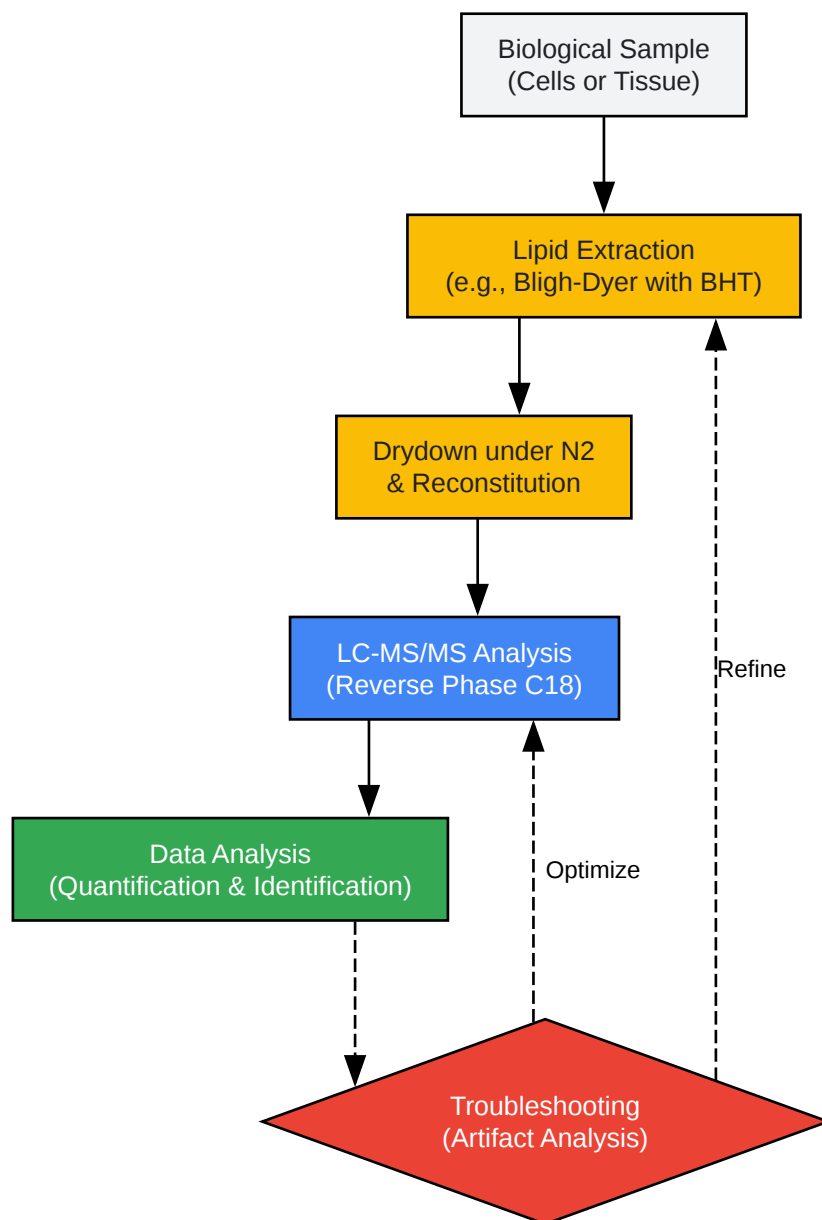 Biological Sample
(Cells or Tissue)
Lipid Extraction
(e.g., Bligh-Dyer with BHT)
Drydown under N2
& Reconstitution
LC-MS/MS Analysis
(Reverse Phase C18)
Refine
Data Analysis
(Quantification & Identification)
Optimize
Troubleshooting
(Artifact Analysis)